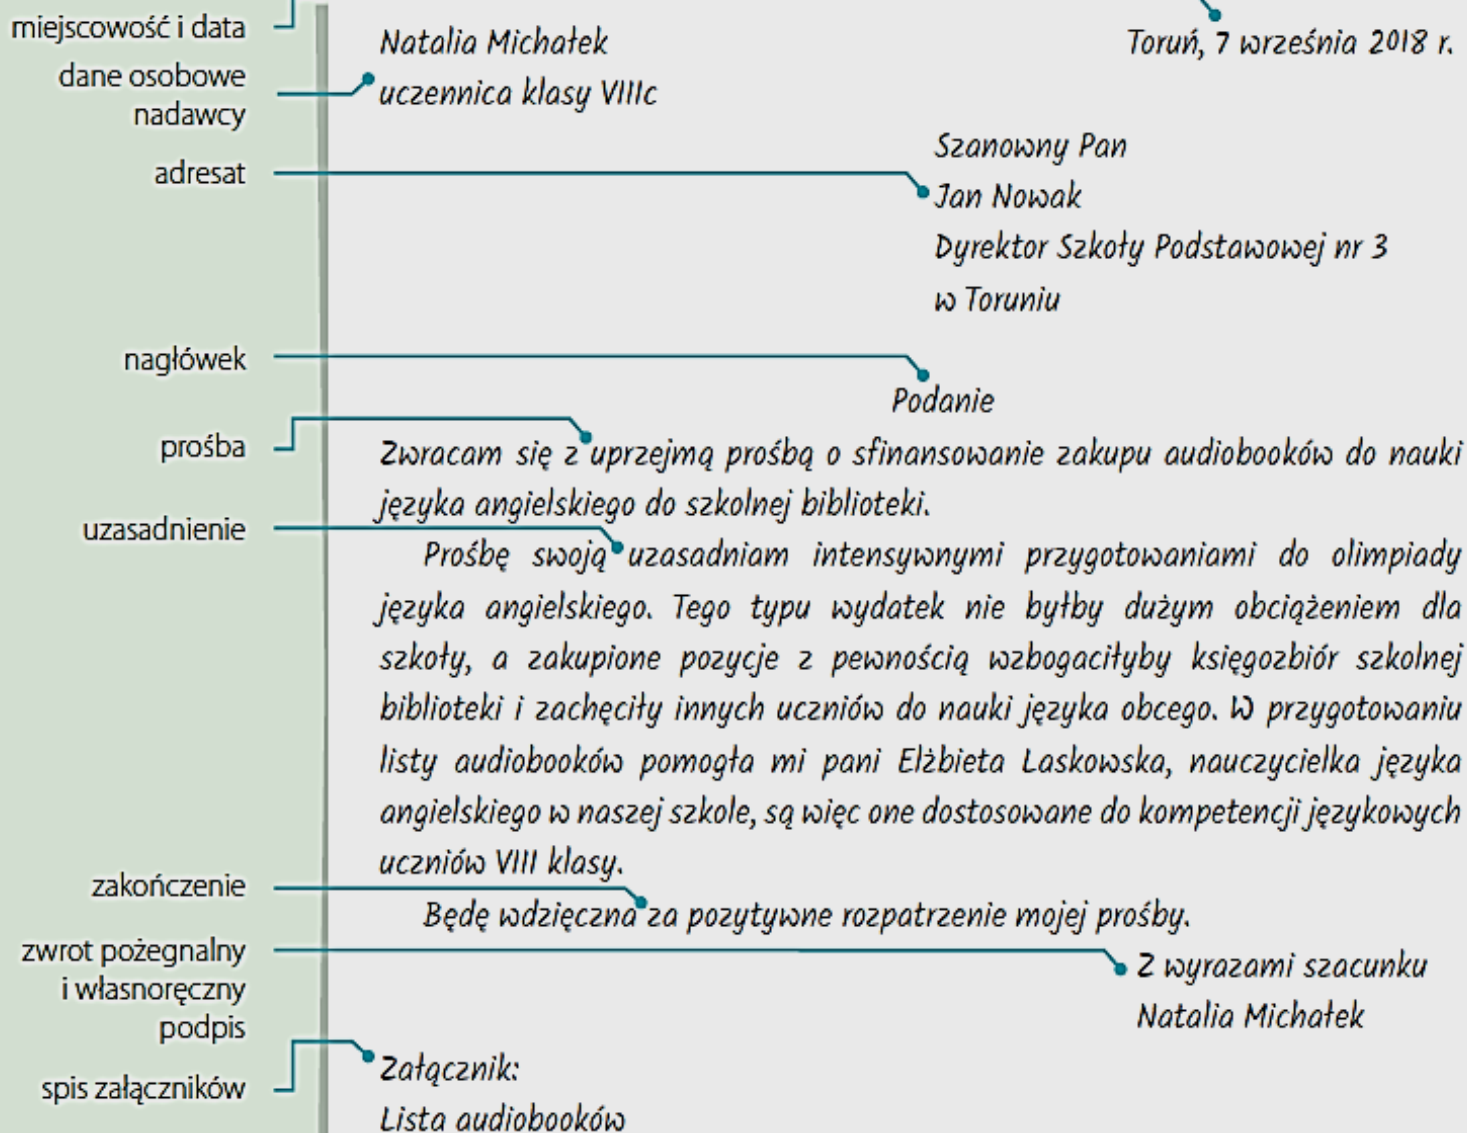 miejscowość i data
Natalia Michałek
Toruń, 7 września 2018 r.
dane osobowe
nadawcy
uczennica klasy VIIIc
adresat
Szanowny Pan
Jan Nowak
Dyrektor Szkoły Podstawowej nr 3
w Toruniu
nagłówek
Podanie
prośba
Zwracam się z uprzejmą prośbą o sfinansowanie zakupu audiobooków do nauki
języka angielskiego do szkolnej biblioteki.
uzasadnienie
Prośbę swoją uzasadniam intensywnymi przygotowaniami do olimpiady
języka angielskiego. Tego typu wydatek nie byłby dużym obciążeniem dla
szkoły, a zakupione pozycje z pewnością wzbogaciłyby księgozbiór szkolnej
biblioteki i zachęciły innych uczniów do nauki języka obcego. W przygotowaniu
listy audiobooków pomogła mi pani Elżbieta Laskowska, nauczycielka języka
angielskiego w naszej szkole, są więc one dostosowane do kompetencji językowych
uczniów VIII klasy.
zakończenie
Będę wdzięczna za pozytywne rozpatrzenie mojej prośby.
zwrot pożegnalny
i własnoręczny
podpis
Z wyrazami szacunku
Natalia Michałek
spis załączników
Załącznik:
Lista audiobooków